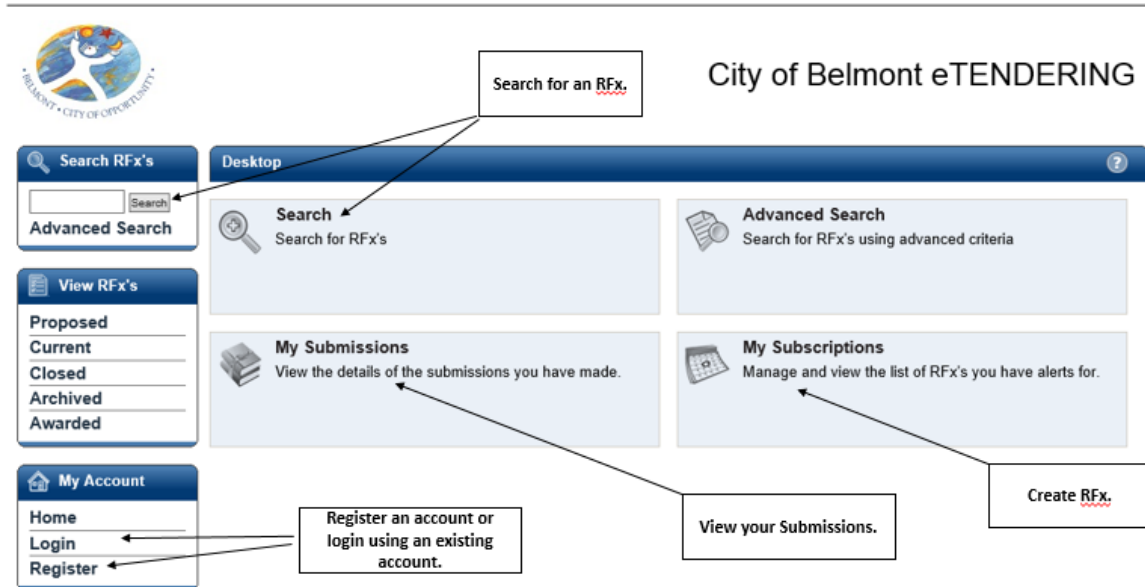 BELMONT • CITY OF OPPORTUNITY
Search for an RFx.
City of Belmont eTENDERING
Search RFx's
Search
Advanced Search
View RFx's
Proposed
Current
Closed
Archived
Awarded
My Account
Home
Login
Register
Desktop
?
Search
Search for RFx's
Advanced Search
Search for RFx's using advanced criteria
My Submissions
View the details of the submissions you have made.
My Subscriptions
Manage and view the list of RFx's you have alerts for.
Register an account or
login using an existing
account.
View your Submissions.
Create RFx.